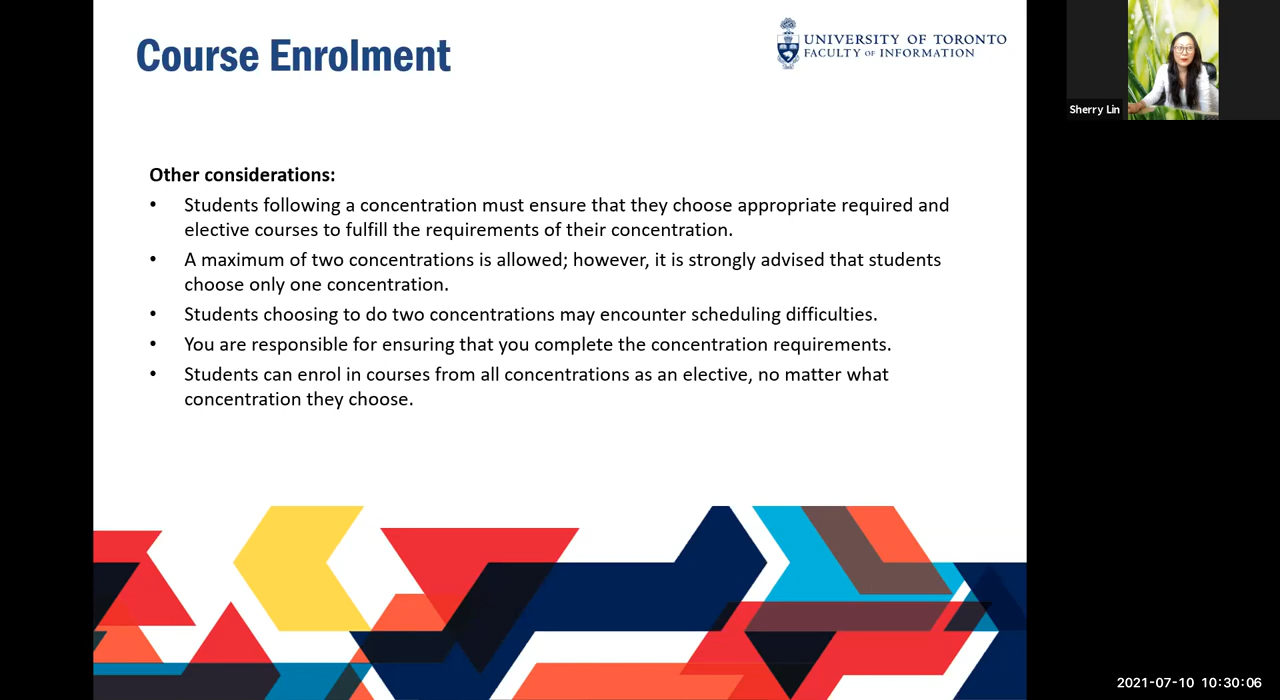 Course Enrolment
UNIVERSITY OF TORONTO
FACULTY OF INFORMATION
Sherry Lin
Other considerations:
• Students following a concentration must ensure that they choose appropriate required and
elective courses to fulfill the requirements of their concentration.
• A maximum of two concentrations is allowed; however, it is strongly advised that students
choose only one concentration.
• Students choosing to do two concentrations may encounter scheduling difficulties.
• You are responsible for ensuring that you complete the concentration requirements.
• Students can enrol in courses from all concentrations as an elective, no matter what
concentration they choose.
2021-07-10 10:30:06